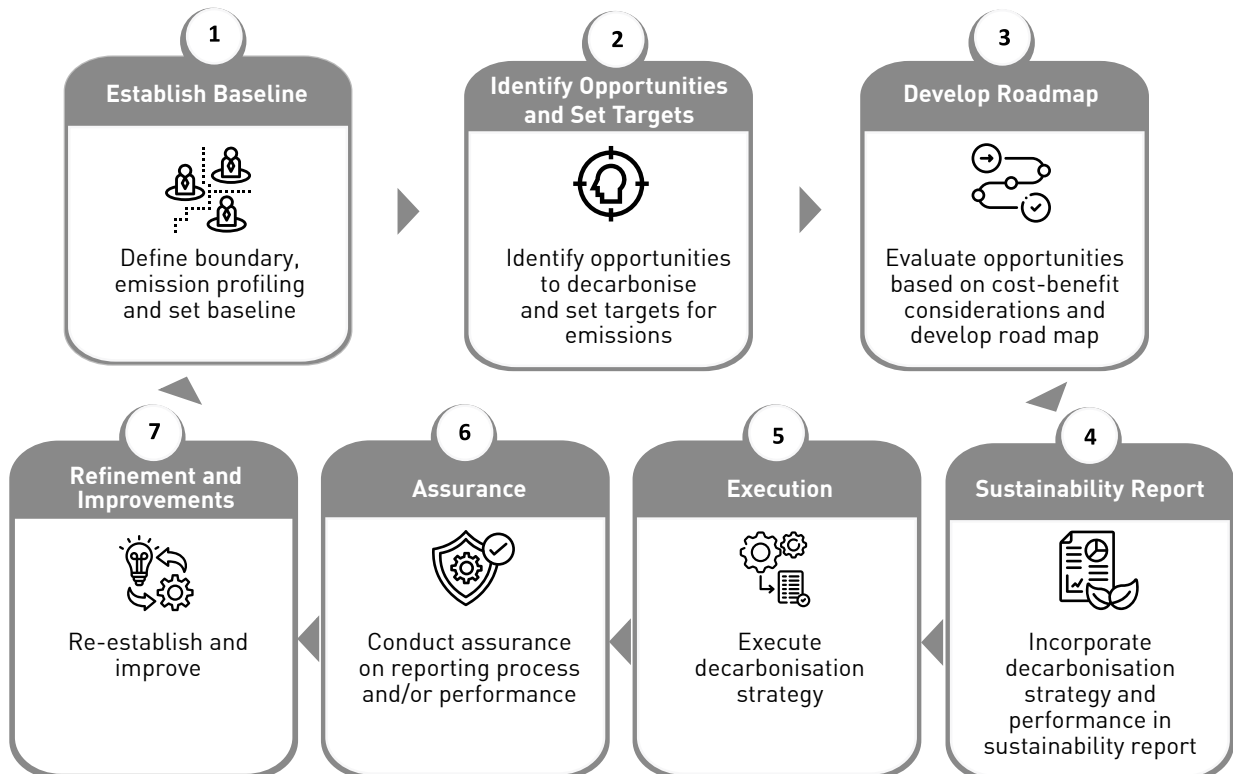 1
Establish Baseline
Define boundary,
emission profiling
and set baseline
2
Identify Opportunities
and Set Targets
Identify opportunities
to decarbonise
and set targets for
emissions
3
Develop Roadmap
Evaluate opportunities
based on cost-benefit
considerations and
develop road map
4
Sustainability Report
Incorporate
decarbonisation
strategy and
performance in
sustainability report
5
Execution
Execute
decarbonisation
strategy
6
Assurance
Conduct assurance
on reporting process
and/or performance
7
Refinement and
Improvements
Re-establish and
improve